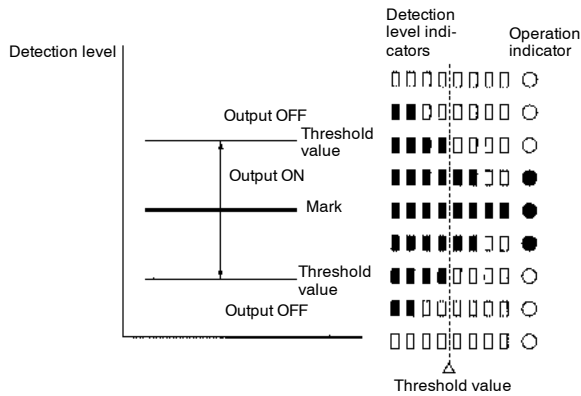 Detection
level indi-
cators
Operation
indicator
Detection level
Output OFF
Threshold
value
Output ON
Mark
Threshold
value
Output OFF
Threshold value